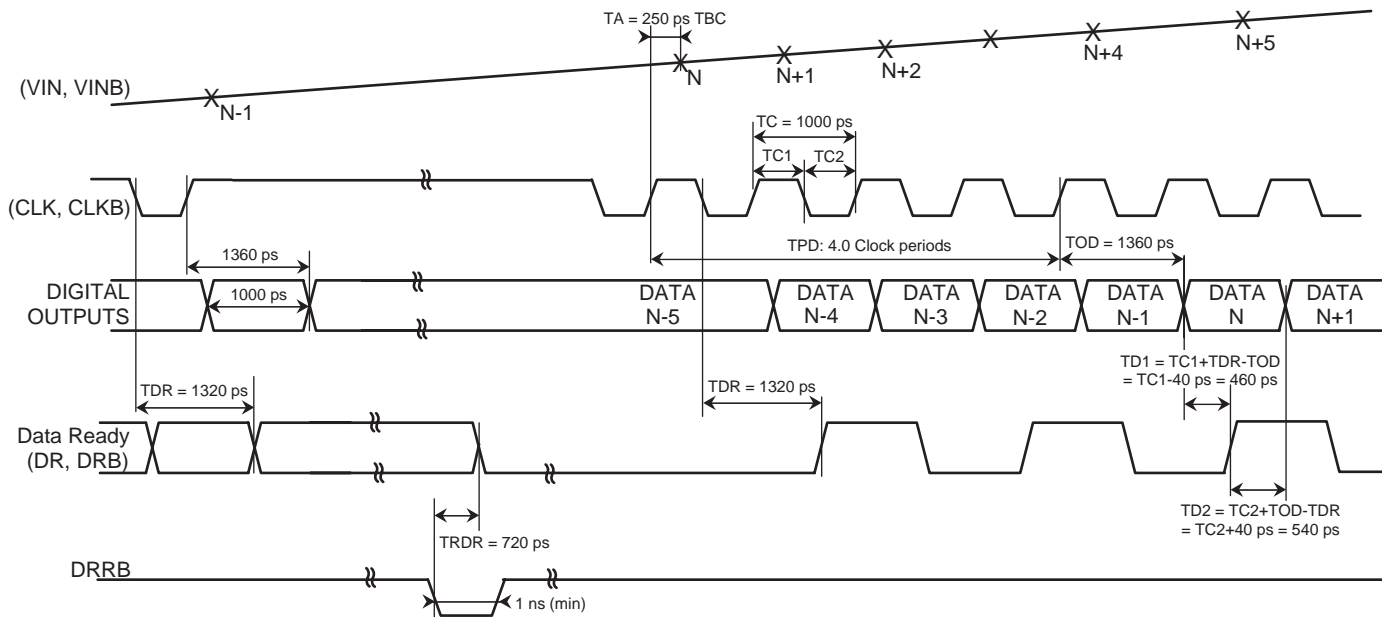 TA = 250 ps TBC
(VIN, VINB)
N-1
N
N+1
N+2
N+4
N+5
TC = 1000 ps
TC1
TC2
(CLK, CLKB)
1360 ps
TPD: 4.0 Clock periods
TOD = 1360 ps
DIGITAL
OUTPUTS
1000 ps
DATA
N-5
DATA
N-4
DATA
N-3
DATA
N-2
DATA
N-1
DATA
N
DATA
N+1
TDR = 1320 ps
TDR = 1320 ps
TD1 = TC1+TDR-TOD
= TC1-40 ps = 460 ps
Data Ready
(DR, DRB)
TRDR = 720 ps
TD2 = TC2+TOD-TDR
= TC2+40 ps = 540 ps
DRRB
1 ns (min)